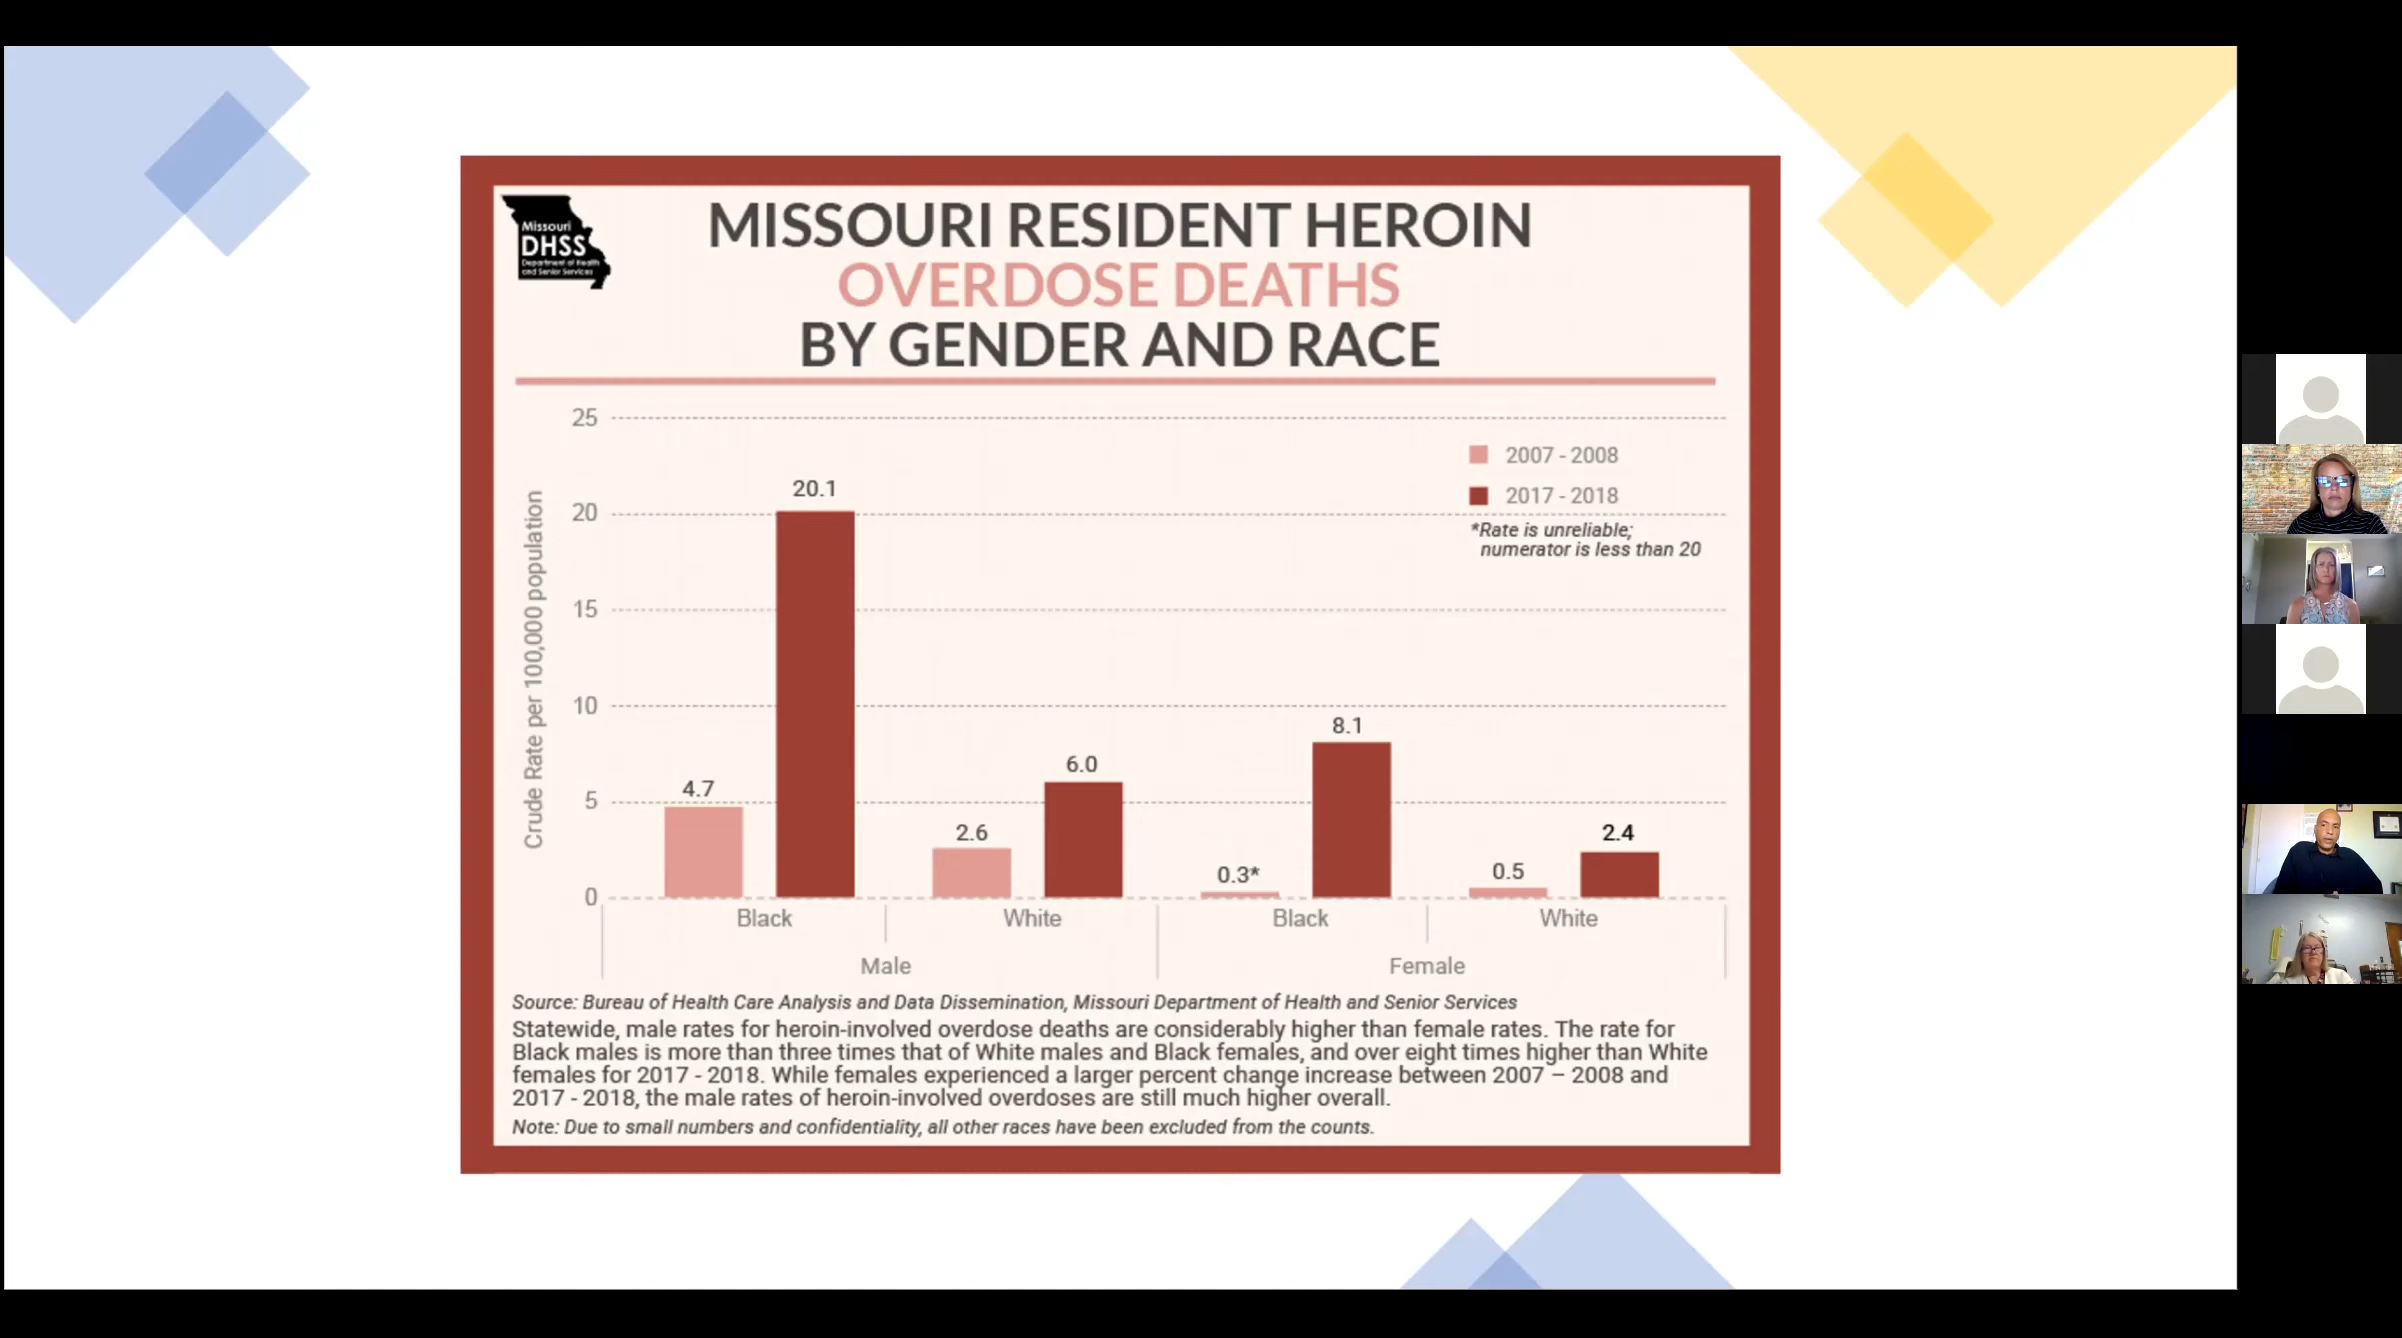 Missouri
DHSS
Department of Health
and Senior Services
MISSOURI RESIDENT HEROIN
OVERDOSE DEATHS
BY GENDER AND RACE
Crude Rate per 100,000 population
25
20
15
10
5
0
2007 - 2008
2017 - 2018
*Rate is unreliable;
numerator is less than 20
4.7
20.1
2.6
6.0
0.3*
8.1
0.5
2.4
Black
White
Black
White
Male
Female
Source: Bureau of Health Care Analysis and Data Dissemination, Missouri Department of Health and Senior Services
Statewide, male rates for heroin-involved overdose deaths are considerably higher than female rates. The rate for
Black males is more than three times that of White males and Black females, and over eight times higher than White
females for 2017 - 2018. While females experienced a larger percent change increase between 2007 – 2008 and
2017 - 2018, the male rates of heroin-involved overdoses are still much higher overall.
Note: Due to small numbers and confidentiality, all other races have been excluded from the counts.